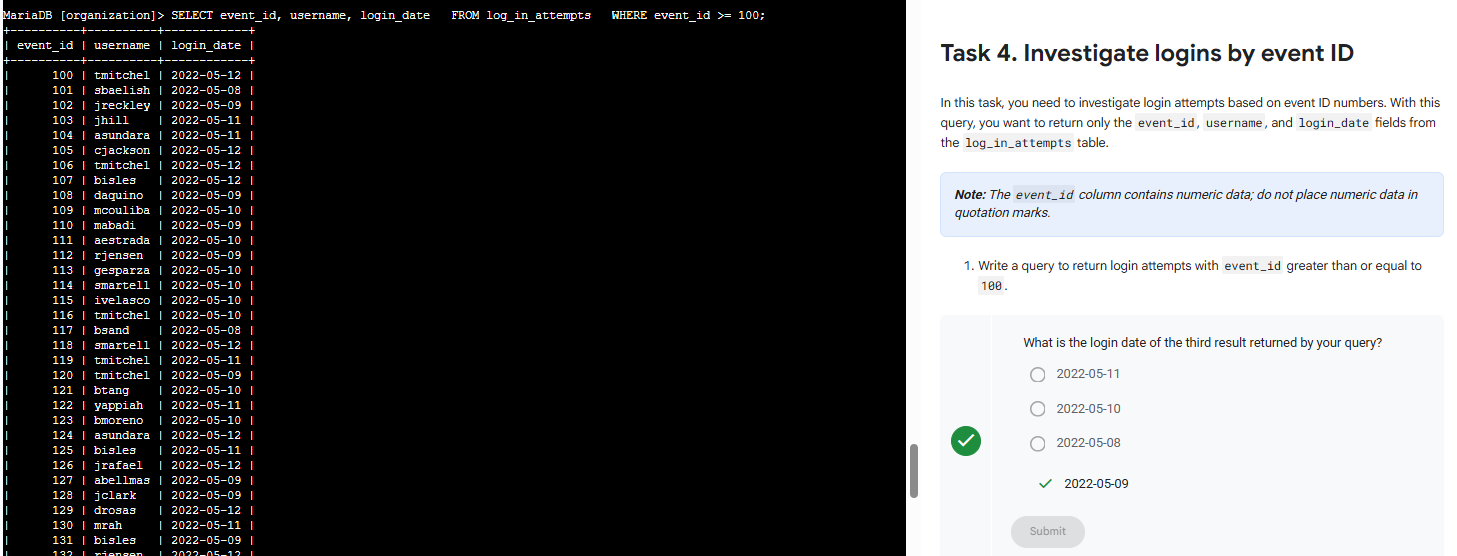 MariaDB [organization]> SELECT event_id, username, login_date   FROM log_in_attempts   WHERE event_id >= 100;
+----------+----------+------------+
| event_id | username | login_date |
+----------+----------+------------+
|      100 | tmitchel | 2022-05-12 |
|      101 | sbaelish | 2022-05-08 |
|      102 | jreckley | 2022-05-09 |
|      103 | jhill    | 2022-05-11 |
|      104 | asundara | 2022-05-11 |
|      105 | cjackson | 2022-05-12 |
|      106 | tmitchel | 2022-05-12 |
|      107 | bisles   | 2022-05-12 |
|      108 | daquino  | 2022-05-09 |
|      109 | mcouliba | 2022-05-10 |
|      110 | mabadi   | 2022-05-09 |
|      111 | aestrada | 2022-05-10 |
|      112 | rjensen  | 2022-05-09 |
|      113 | gesparza | 2022-05-10 |
|      114 | smartell | 2022-05-10 |
|      115 | ivelasco | 2022-05-10 |
|      116 | tmitchel | 2022-05-10 |
|      117 | bsand    | 2022-05-08 |
|      118 | smartell | 2022-05-12 |
|      119 | tmitchel | 2022-05-11 |
|      120 | tmitchel | 2022-05-09 |
|      121 | btang    | 2022-05-10 |
|      122 | yappiah  | 2022-05-11 |
|      123 | bmoreno  | 2022-05-10 |
|      124 | asundara | 2022-05-12 |
|      125 | bisles   | 2022-05-11 |
|      126 | jrafael  | 2022-05-12 |
|      127 | abellmas | 2022-05-09 |
|      128 | jclark   | 2022-05-09 |
|      129 | drosas   | 2022-05-12 |
|      130 | mrah     | 2022-05-11 |
|      131 | bisles   | 2022-05-09 |
|      132 | rjensen  | 2022-05-12 |
Task 4. Investigate logins by event ID
In this task, you need to investigate login attempts based on event ID numbers. With this
query, you want to return only the event_id, username, and login_date fields from
the log_in_attempts table.
Note: The event_id column contains numeric data; do not place numeric data in
quotation marks.
1. Write a query to return login attempts with event_id greater than or equal to
100.
What is the login date of the third result returned by your query?
2022-05-11
2022-05-10
2022-05-08
2022-05-09
Submit